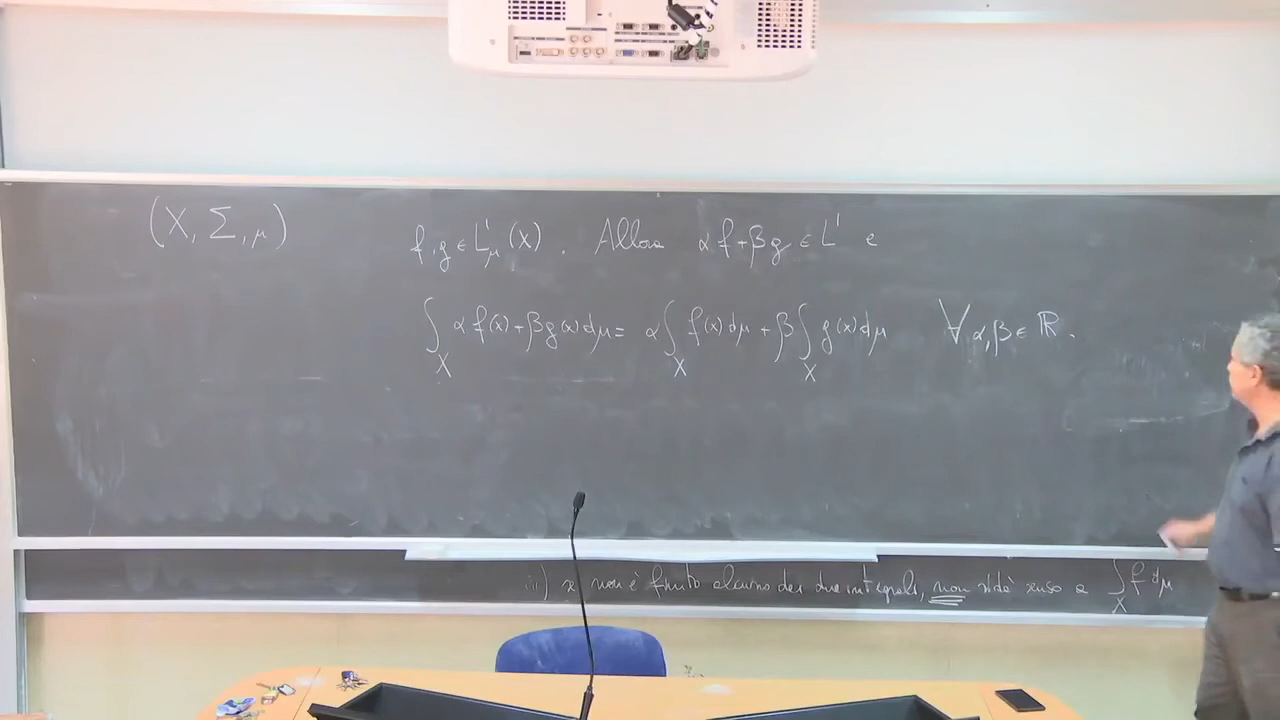 (X, Σ, μ)
f, g ∈ L¹_μ(X). Allora αf + βg ∈ L¹ e
∫_X αf(x) + βg(x) dμ = α∫_X f(x) dμ + β∫_X g(x) dμ ∀ α, β ∈ ℝ.
iii) se non è finito alcuno dei due integrali, non si dà senso a ∫_X f dμ